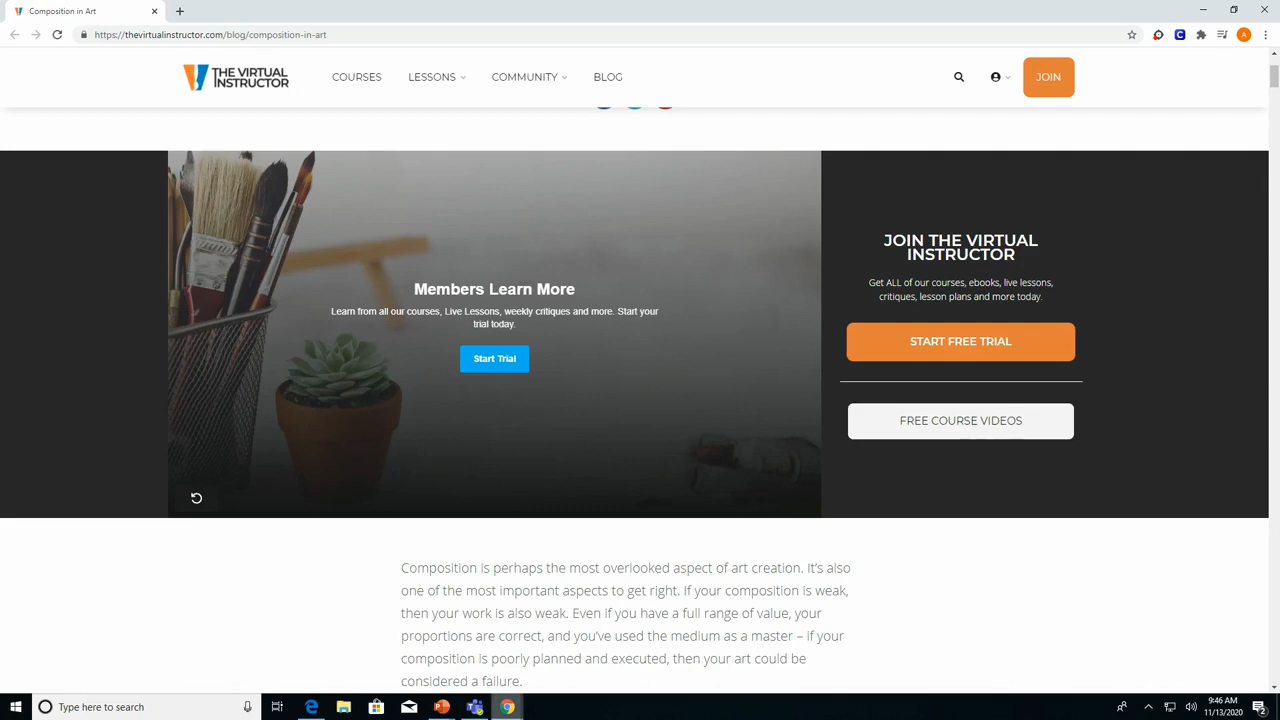 Composition in Art
https://thevirtualinstructor.com/blog/composition-in-art
A
THE VIRTUAL
INSTRUCTOR
COURSES
LESSONS
COMMUNITY
BLOG
JOIN
Members Learn More
Learn from all our courses, Live Lessons, weekly critiques and more. Start your
trial today.
Start Trial
JOIN THE VIRTUAL
INSTRUCTOR
Get ALL of our courses, ebooks, live lessons,
critiques, lesson plans and more today.
START FREE TRIAL
FREE COURSE VIDEOS
Composition is perhaps the most overlooked aspect of art creation. It's also
one of the most important aspects to get right. If your composition is weak,
then your work is also weak. Even if you have a full range of value, your
proportions are correct, and you've used the medium as a master – if your
composition is poorly planned and executed, then your art could be
considered a failure.
Type here to search
9:46 AM
11/13/2020
2